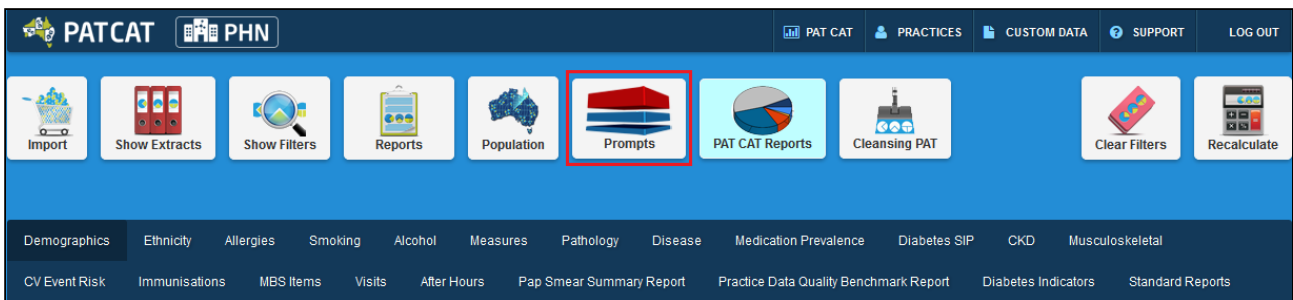 PATCAT PHN PAT CAT PRACTICES CUSTOM DATA SUPPORT LOG OUT
Import Show Extracts Show Filters Reports Population Prompts PAT CAT Reports Cleansing PAT Clear Filters Recalculate
Demographics Ethnicity Allergies Smoking Alcohol Measures Pathology Disease Medication Prevalence Diabetes SIP CKD Musculoskeletal
CV Event Risk Immunisations MBS Items Visits After Hours Pap Smear Summary Report Practice Data Quality Benchmark Report Diabetes Indicators Standard Reports